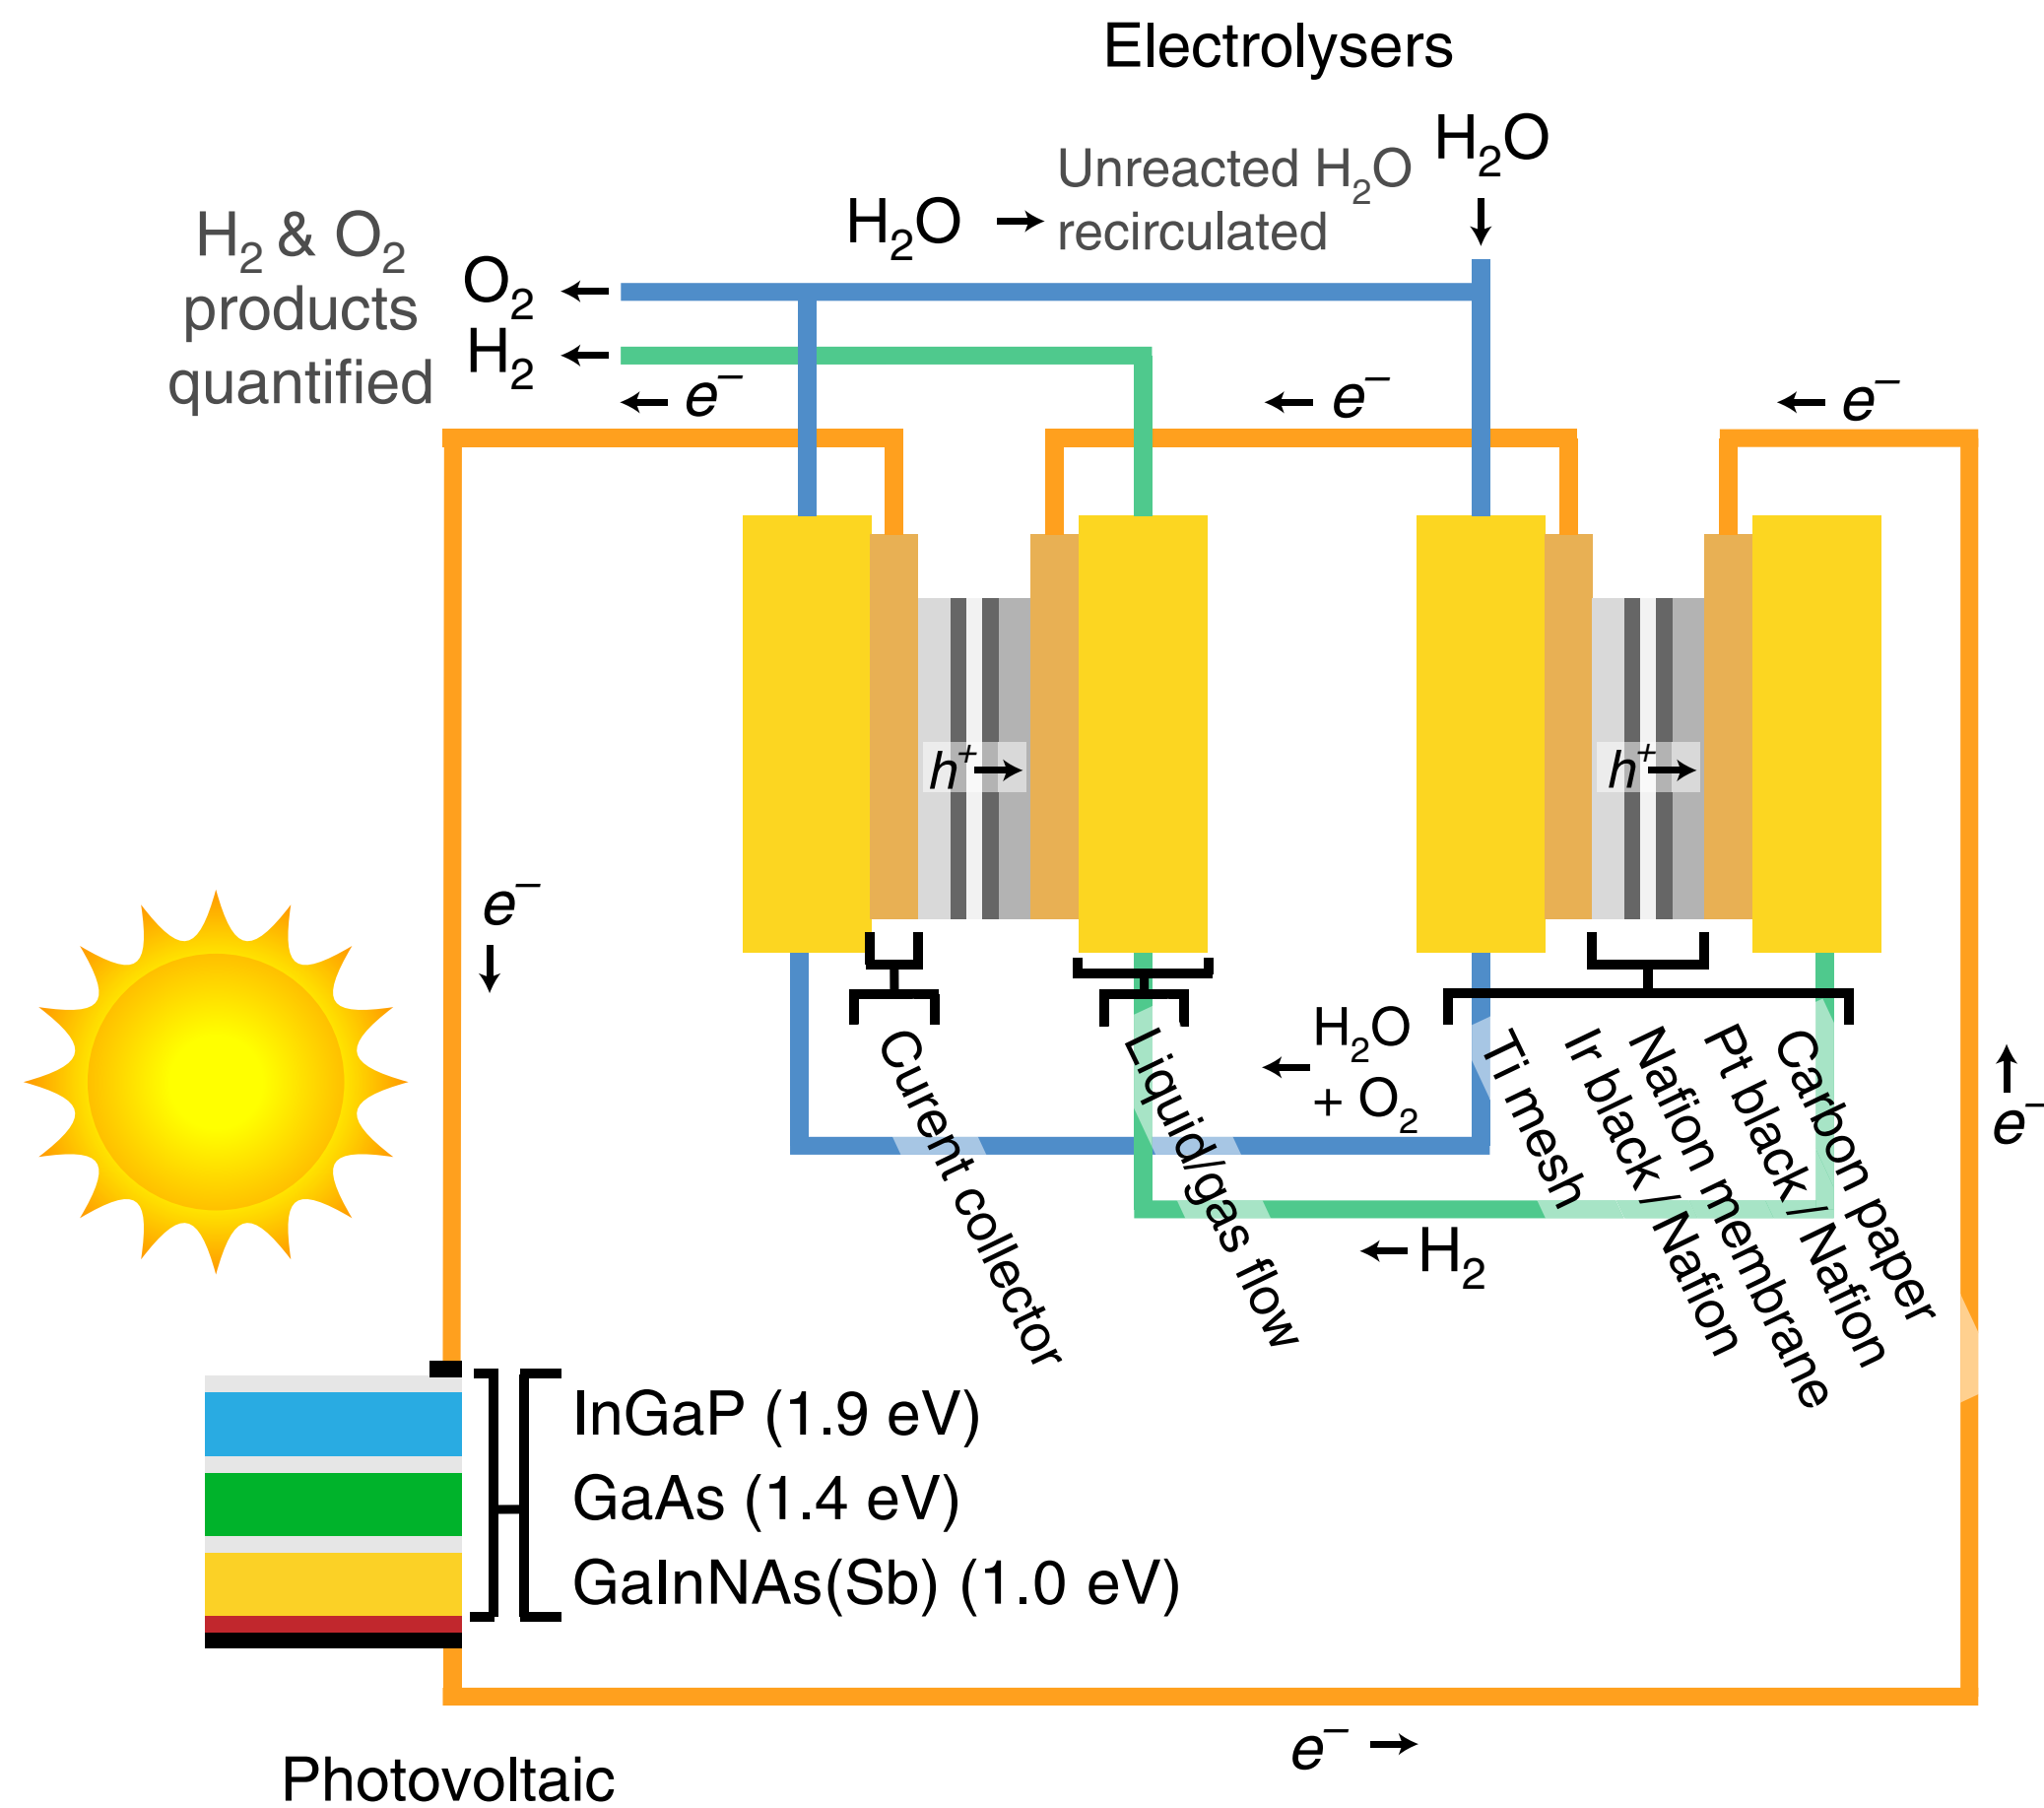 Electrolysers
H₂O
Unreacted H₂O
recirculated
H₂O →
H₂ & O₂
products
quantified
O₂ ←
H₂ ←
← e⁻
← e⁻
← e⁻
h⁺→
h⁺→
e⁻
H₂O
+ O₂
←
Curent collector
Liquid/gas flow
Ti mesh
Ir black / Nafion
Nafion membrane
Pt black / Nafion
Carbon paper
e⁻
← H₂
InGaP (1.9 eV)
GaAs (1.4 eV)
GaInNAs(Sb) (1.0 eV)
e⁻ →
Photovoltaic